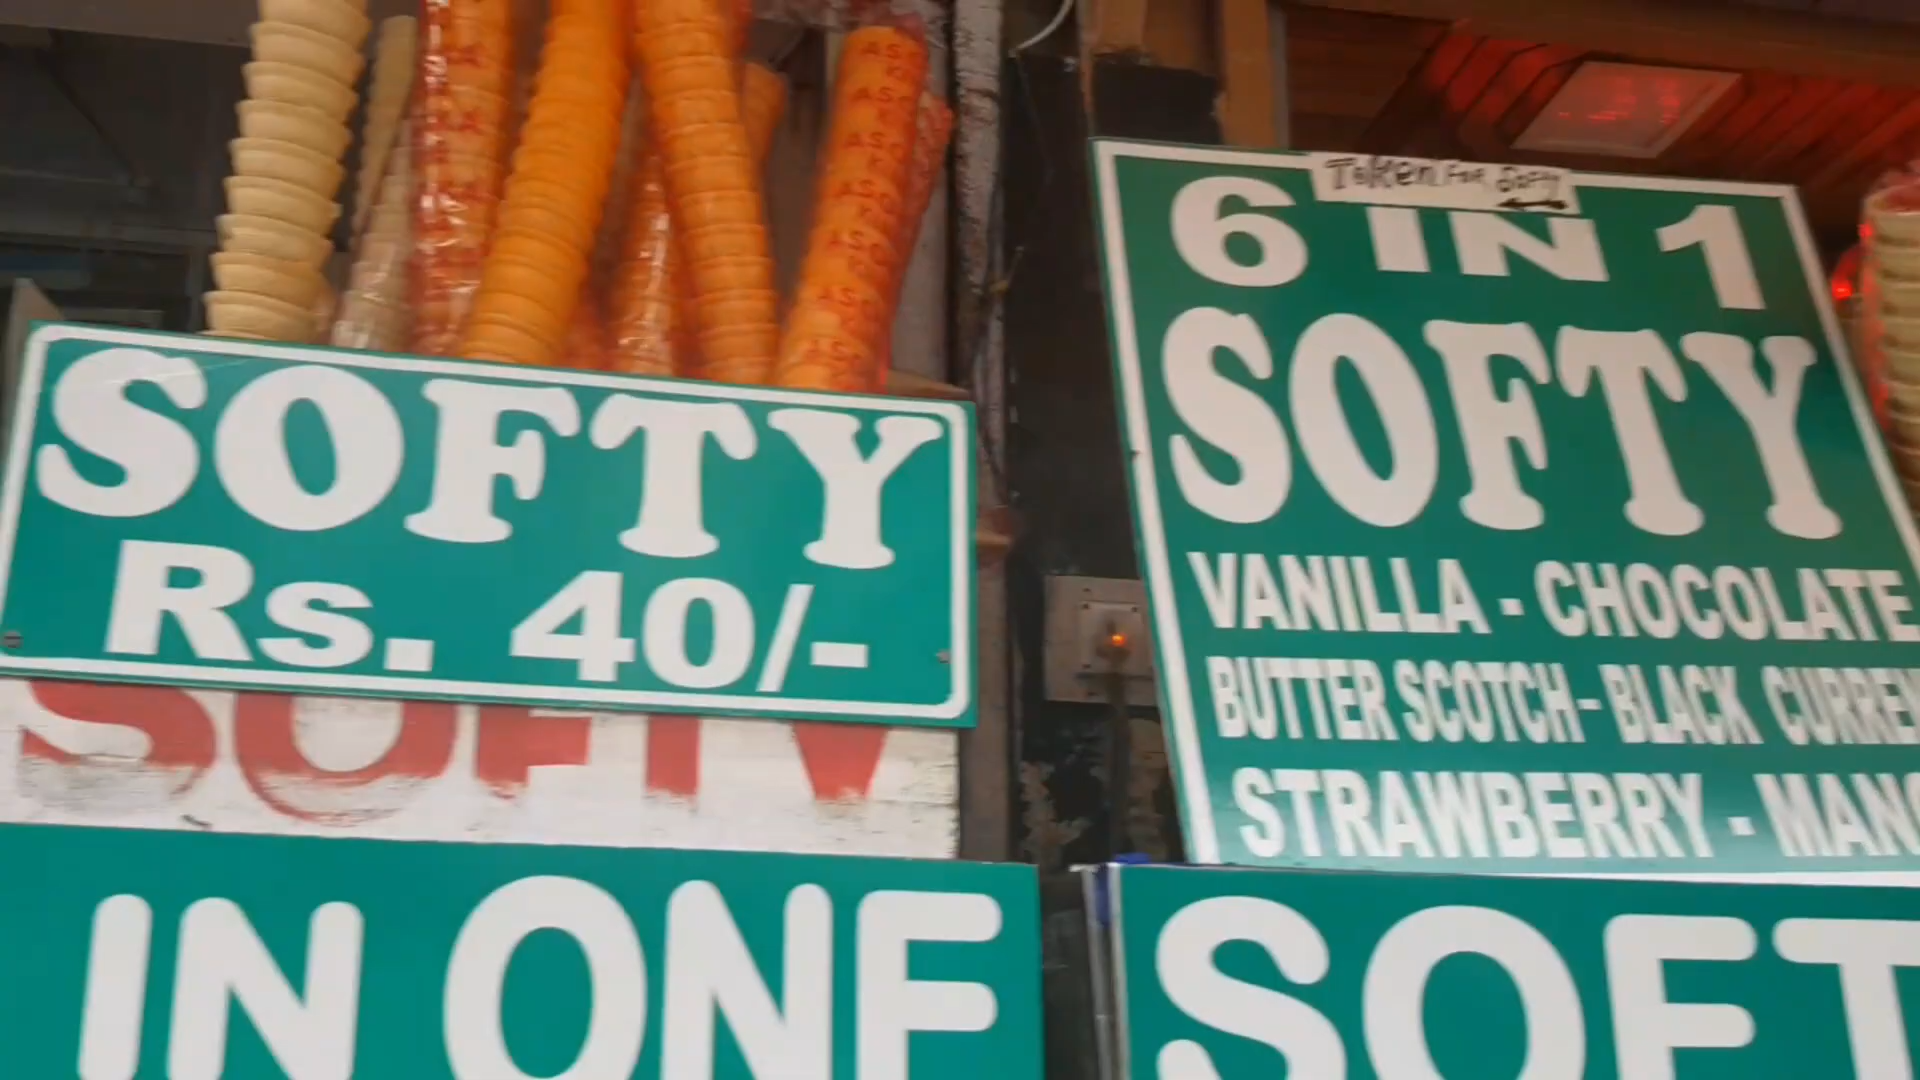 SOFTY
Rs. 40/-
SOFTY
IN ONE
Token For Softy
6 IN 1
SOFTY
VANILLA - CHOCOLATE
BUTTER SCOTCH - BLACK CURRE
STRAWBERRY - MANG
SOFT